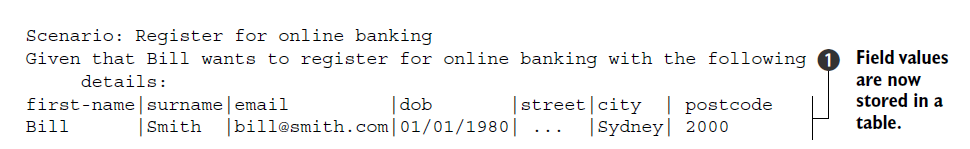 Scenario: Register for online banking
Given that Bill wants to register for online banking with the following
details:
first-name|surname|email |dob |street|city | postcode
Bill |Smith |bill@smith.com|01/01/1980| ... |Sydney| 2000
1
Field values
are now
stored in a
table.